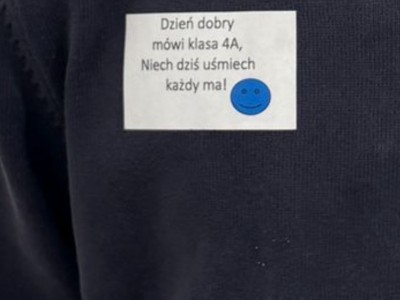 Dzień dobry
mówi klasa 4A,
Niech dziś uśmiech
każdy ma!